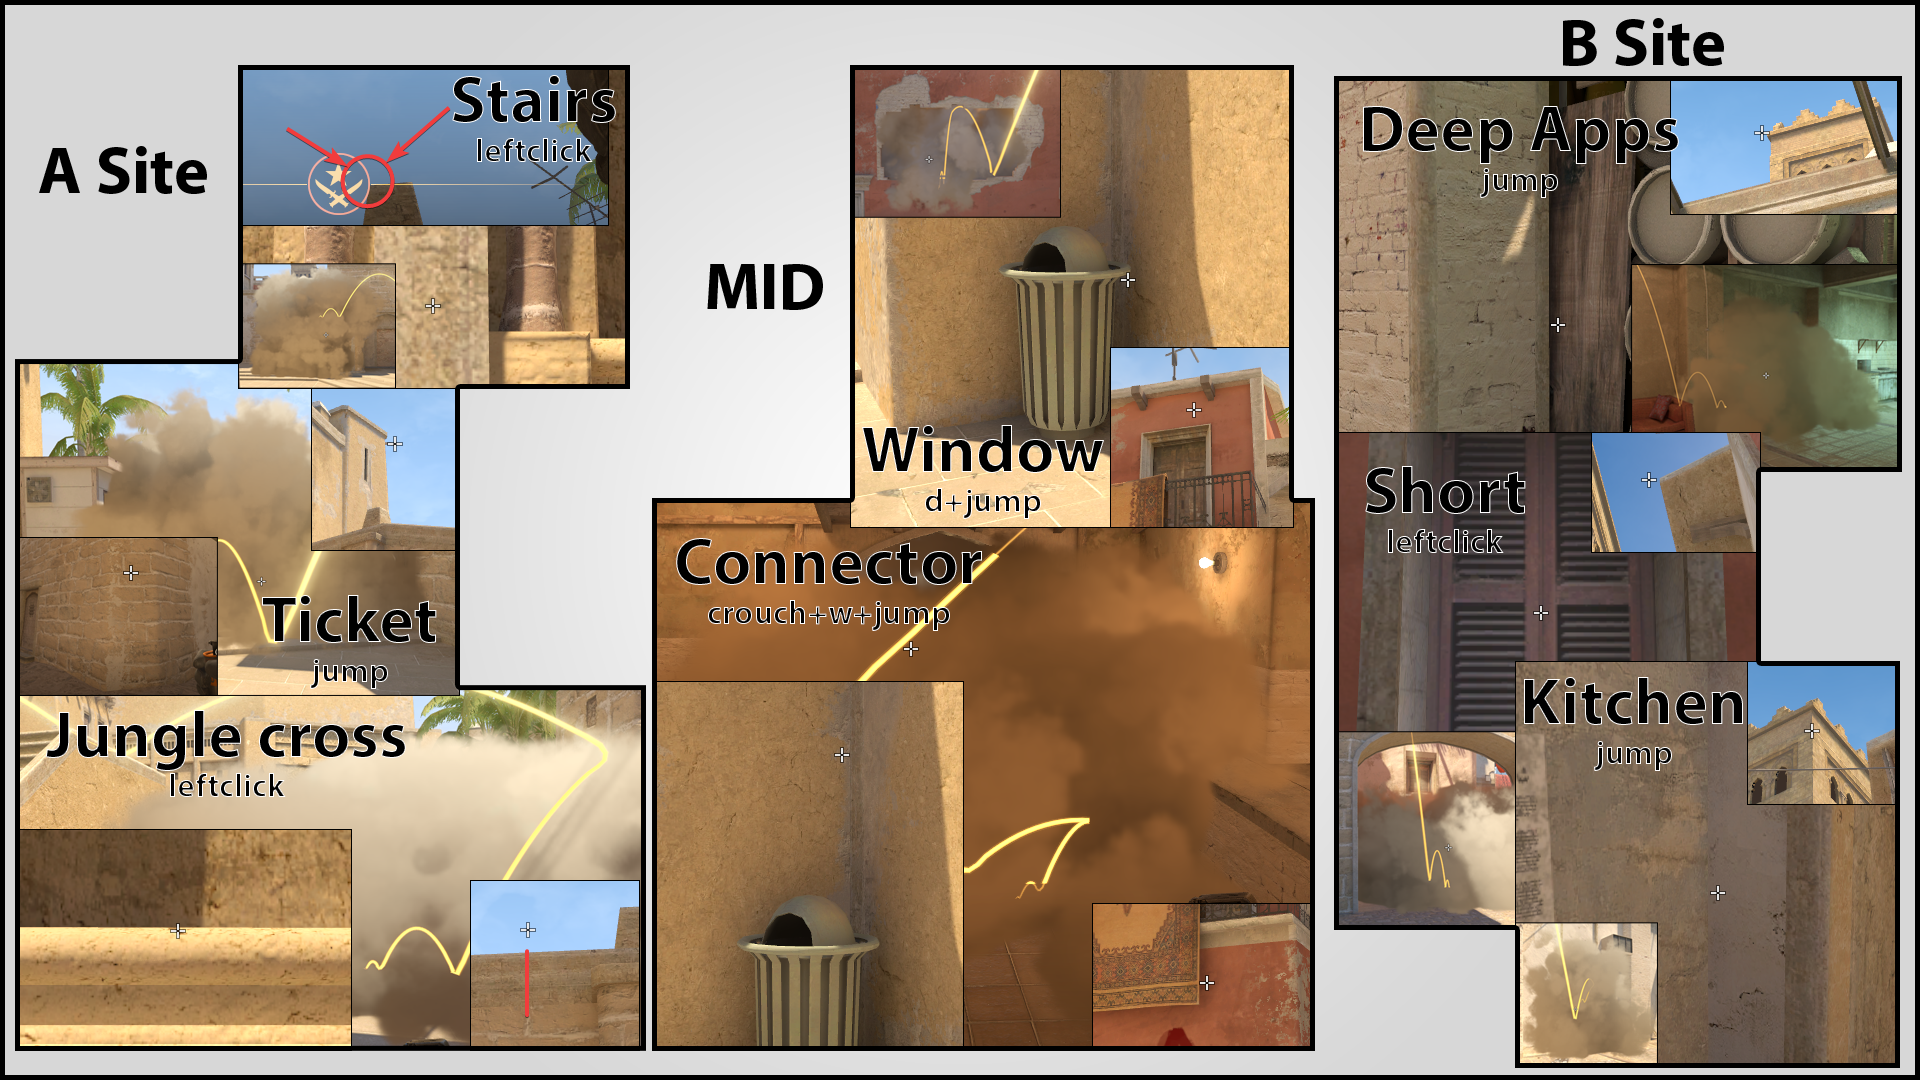 A Site
Stairs
leftclick
Ticket
jump
Jungle cross
leftclick
MID
Window
d+jump
Connector
crouch+w+jump
B Site
Deep Apps
jump
Short
leftclick
Kitchen
jump